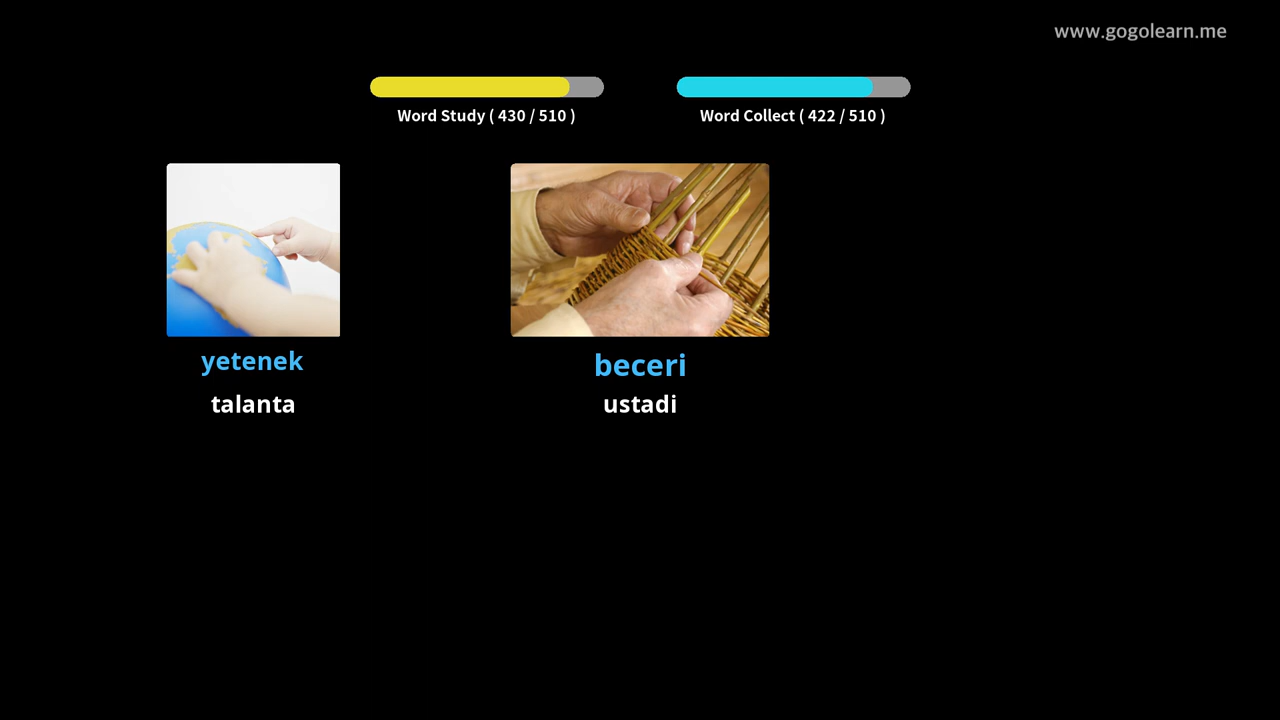 www.gogolearn.me
Word Study ( 430 / 510 )
Word Collect ( 422 / 510 )
yetenek
beceri
talanta
ustadi